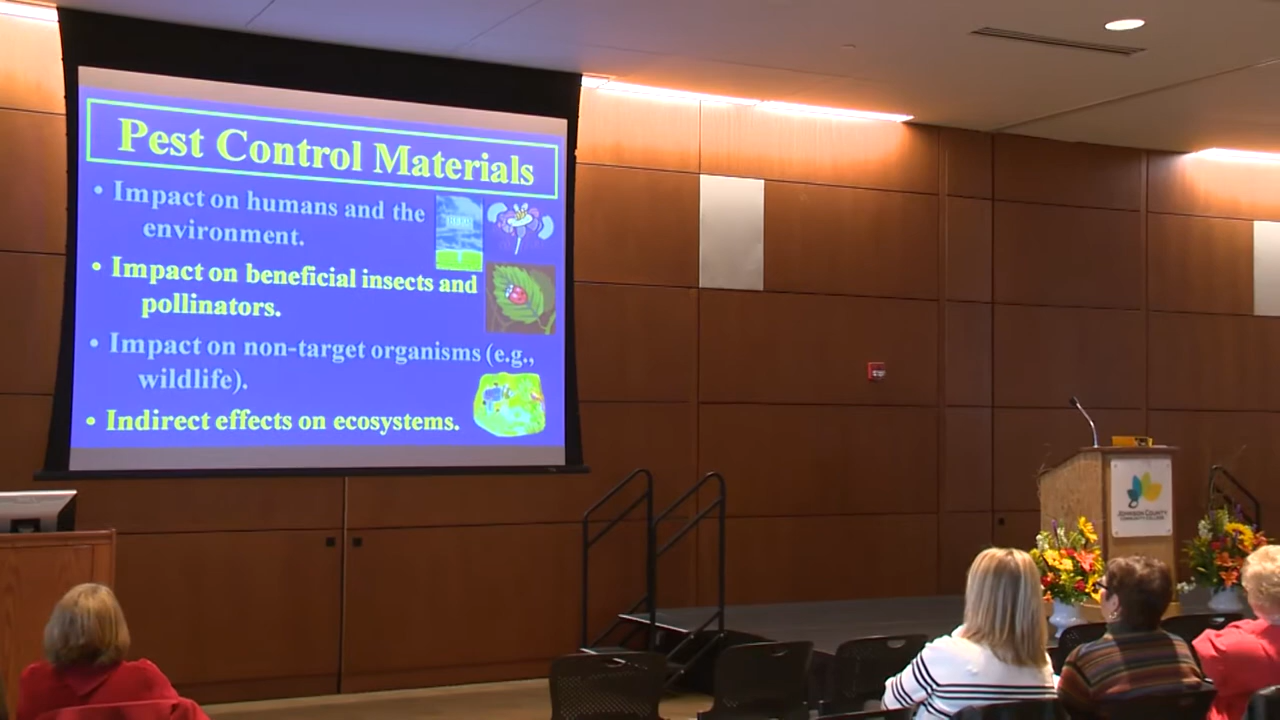 Pest Control Materials
• Impact on humans and the
environment.
• Impact on beneficial insects and
pollinators.
• Impact on non-target organisms (e.g.,
wildlife).
• Indirect effects on ecosystems.
JOHNSON COUNTY
COMMUNITY COLLEGE